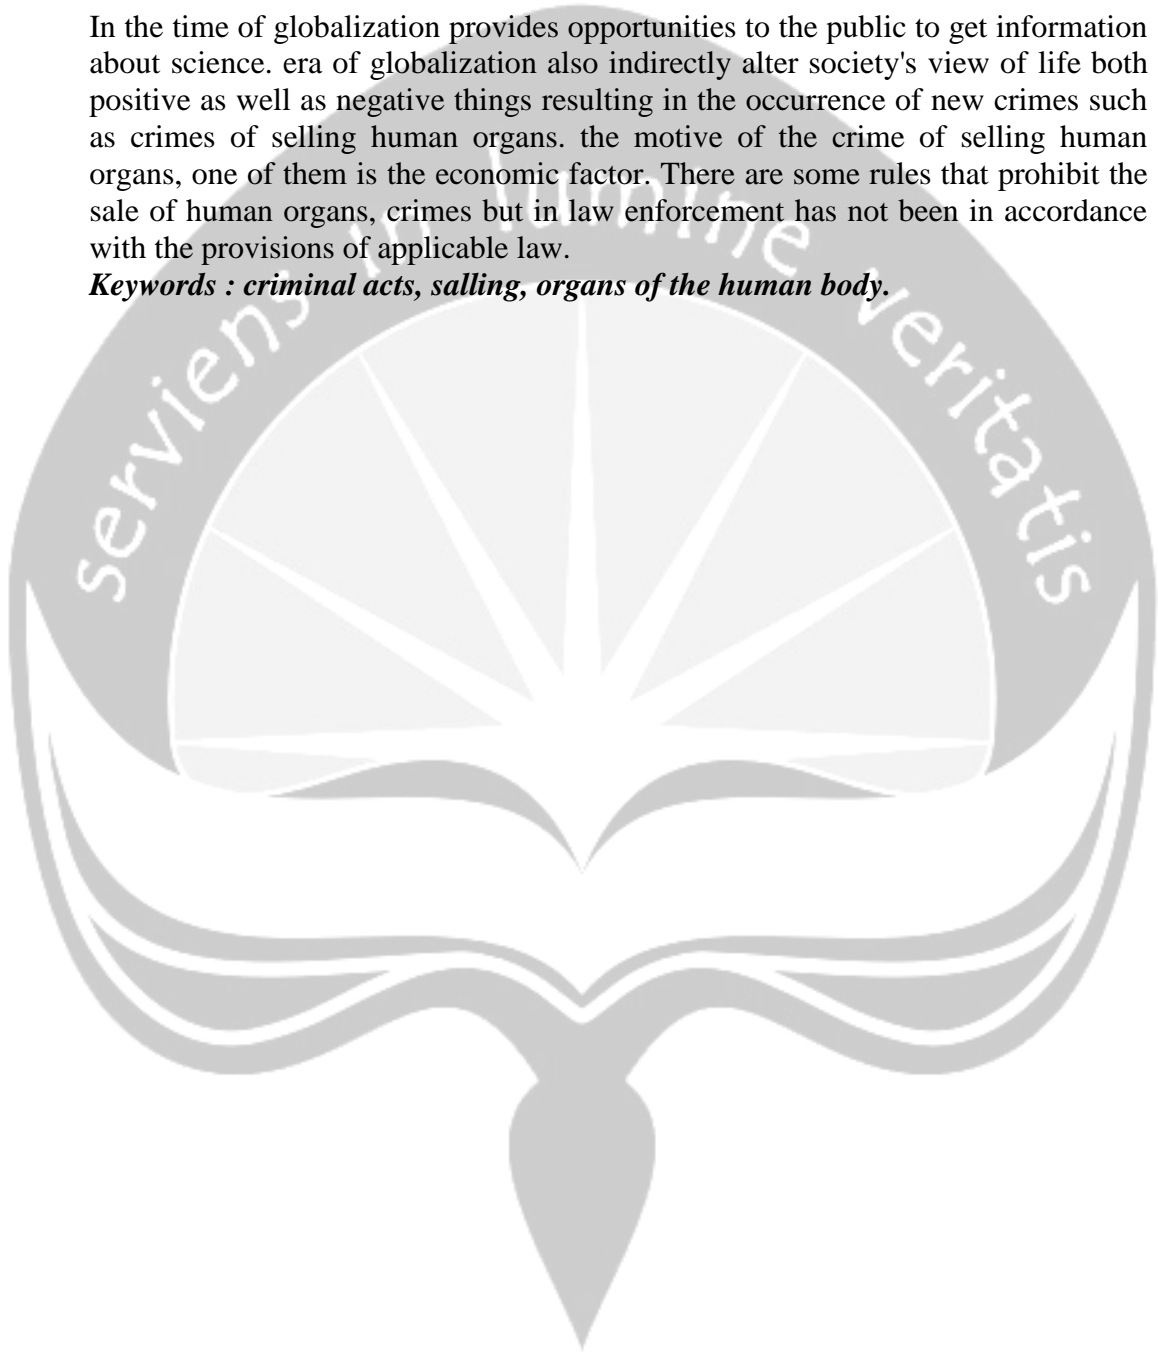 In the time of globalization provides opportunities to the public to get information
about science. era of globalization also indirectly alter society's view of life both
positive as well as negative things resulting in the occurrence of new crimes such
as crimes of selling human organs. the motive of the crime of selling human
organs, one of them is the economic factor. There are some rules that prohibit the
sale of human organs, crimes but in law enforcement has not been in accordance
with the provisions of applicable law.
Keywords : criminal acts, salling, organs of the human body.
serviens in lumine veritatis